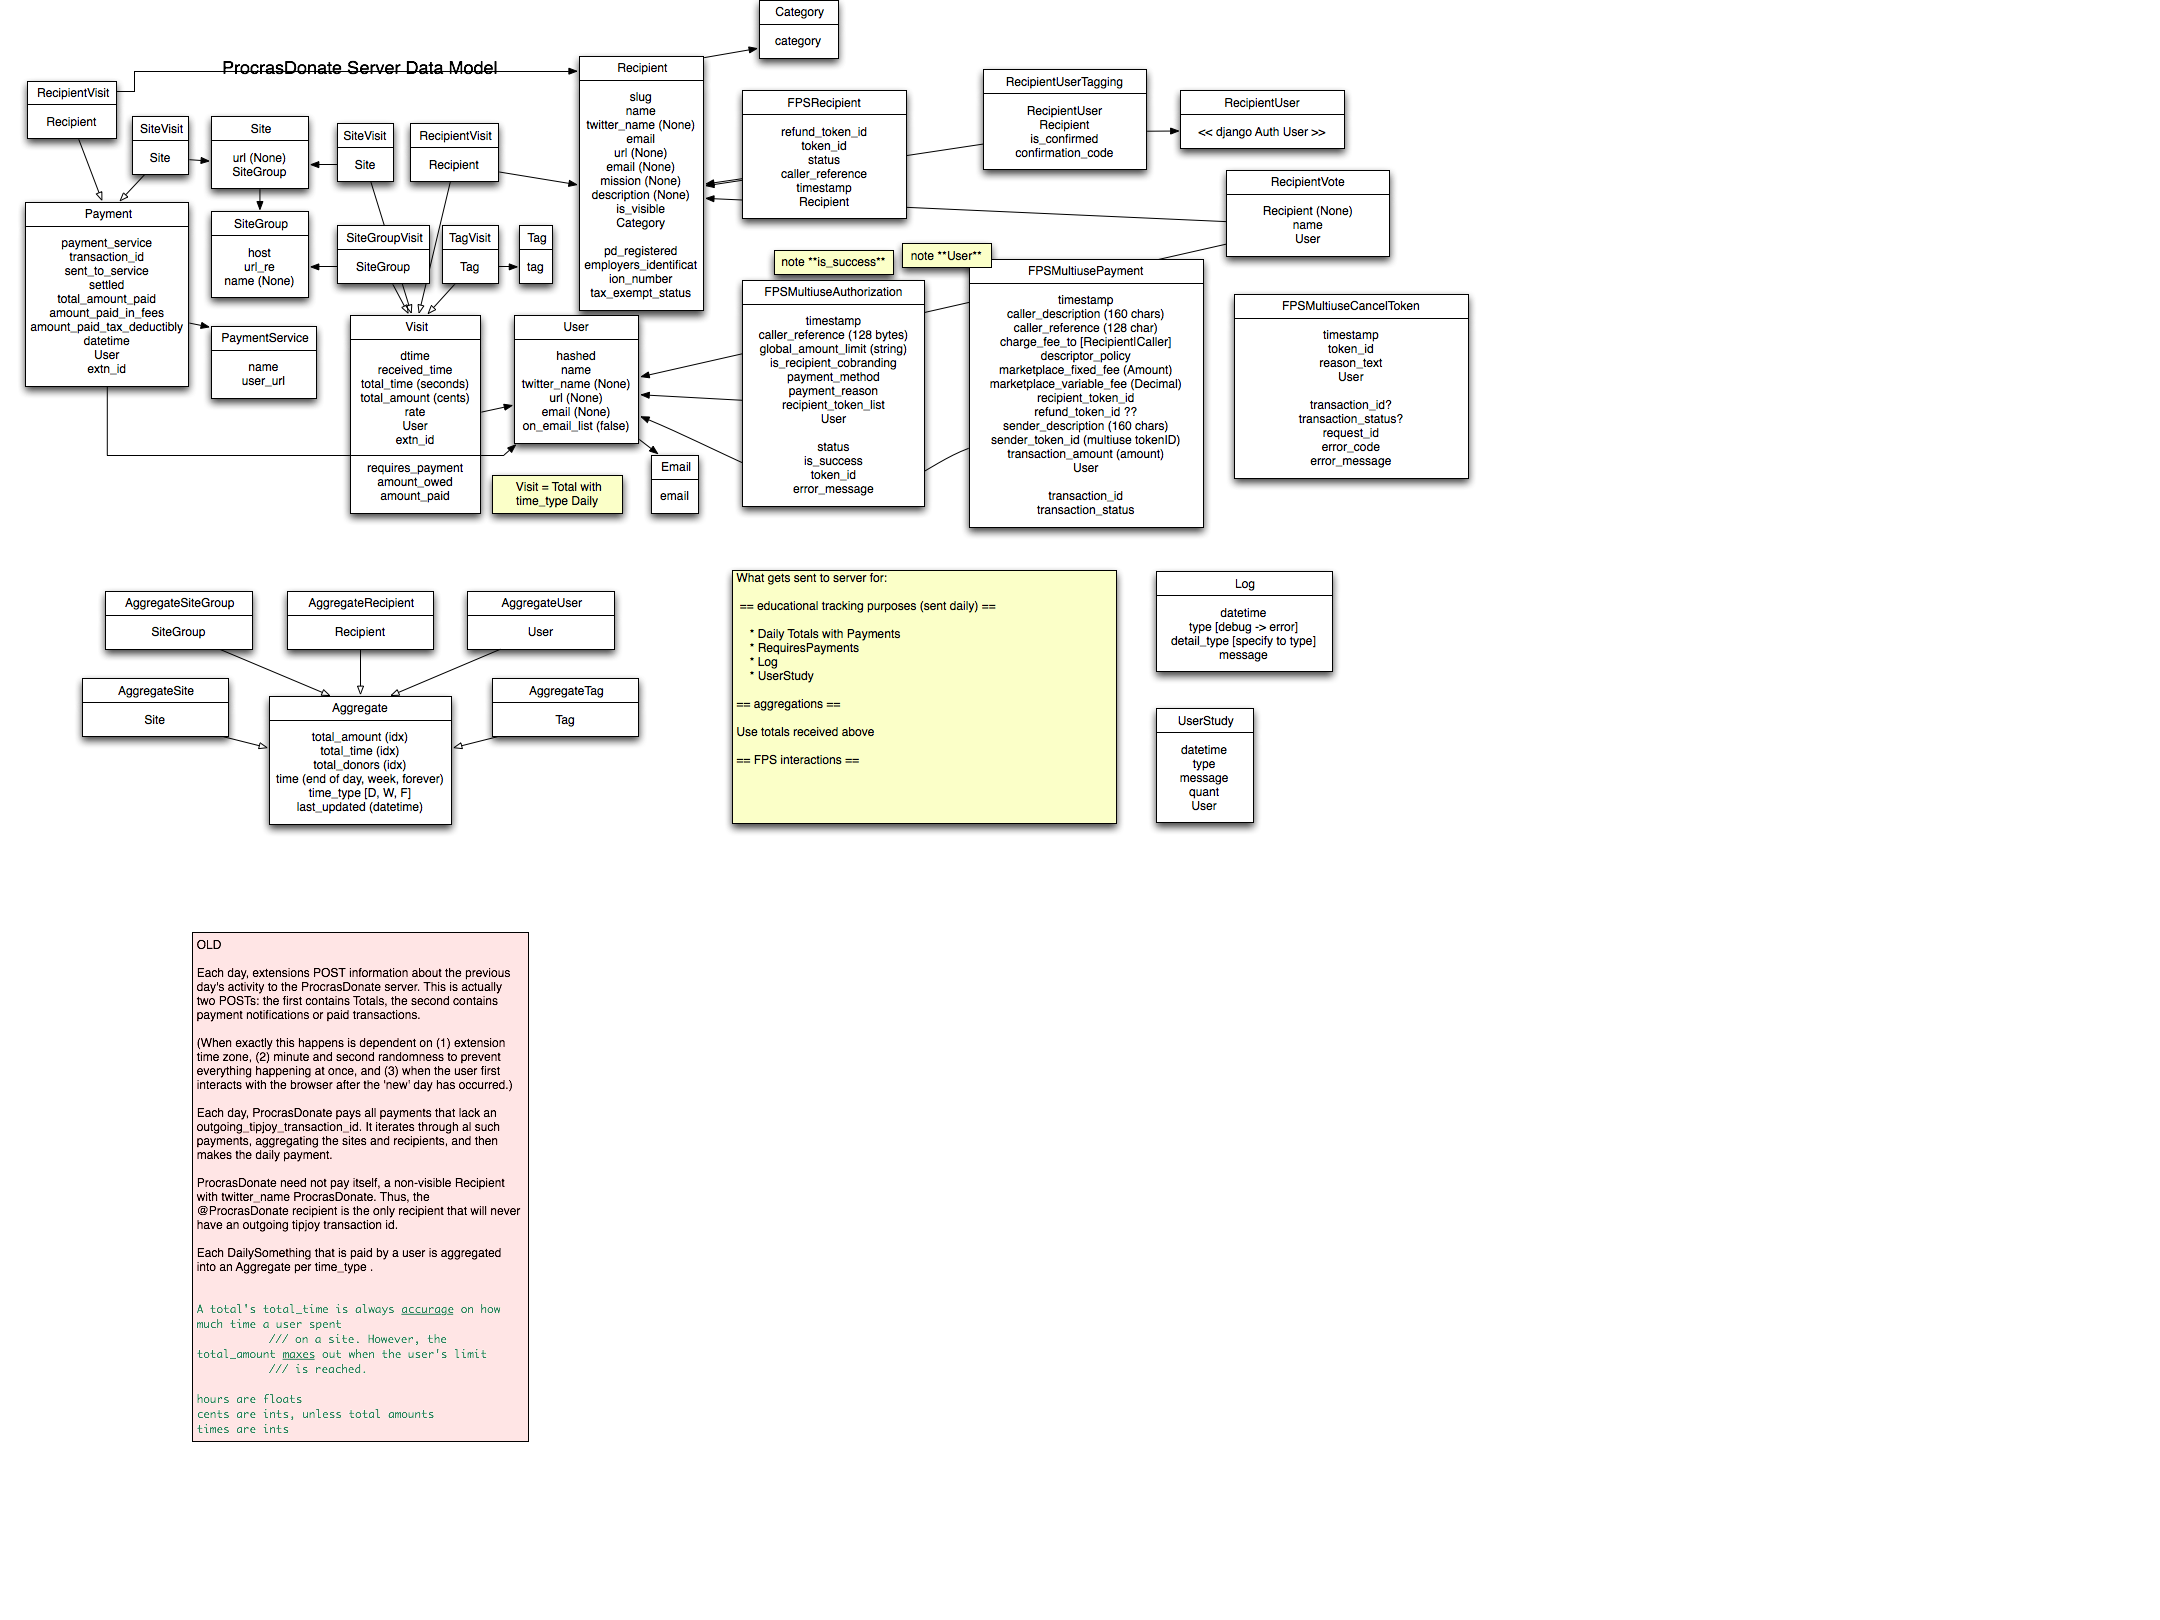 ProcrasDonate Server Data Model
Category
category
RecipientVisit
Recipient
SiteVisit
Site
Site
url (None)
SiteGroup
SiteVisit
Site
RecipientVisit
Recipient
Recipient
slug
name
twitter_name (None)
email
url (None)
email (None)
mission (None)
description (None)
is_visible
Category
pd_registered
employers_identificat
ion_number
tax_exempt_status
FPSRecipient
refund_token_id
token_id
status
caller_reference
timestamp
Recipient
RecipientUserTagging
RecipientUser
Recipient
is_confirmed
confirmation_code
RecipientUser
<< django Auth User >>
RecipientVote
Recipient (None)
name
User
Payment
payment_service
transaction_id
sent_to_service
settled
total_amount_paid
amount_paid_in_fees
amount_paid_tax_deductibly
datetime
User
extn_id
SiteGroup
host
url_re
name (None)
SiteGroupVisit
SiteGroup
TagVisit
Tag
Tag
tag
PaymentService
name
user_url
Visit
dtime
received_time
total_time (seconds)
total_amount (cents)
rate
User
extn_id
requires_payment
amount_owed
amount_paid
User
hashed
name
twitter_name (None)
url (None)
email (None)
on_email_list (false)
Visit = Total with
time_type Daily
Email
email
note **is_success**
note **User**
FPSMultiuseAuthorization
timestamp
caller_reference (128 bytes)
global_amount_limit (string)
is_recipient_cobranding
payment_method
payment_reason
recipient_token_list
User
status
is_success
token_id
error_message
FPSMultiusePayment
timestamp
caller_description (160 chars)
caller_reference (128 char)
charge_fee_to [Recipient|Caller]
descriptor_policy
marketplace_fixed_fee (Amount)
marketplace_variable_fee (Decimal)
recipient_token_id
refund_token_id ??
sender_description (160 chars)
sender_token_id (multiuse tokenID)
transaction_amount (amount)
User
transaction_id
transaction_status
FPSMultiuseCancelToken
timestamp
token_id
reason_text
User
transaction_id?
transaction_status?
request_id
error_code
error_message
AggregateSiteGroup
SiteGroup
AggregateRecipient
Recipient
AggregateUser
User
AggregateSite
Site
AggregateTag
Tag
Aggregate
total_amount (idx)
total_time (idx)
total_donors (idx)
time (end of day, week, forever)
time_type [D, W, F]
last_updated (datetime)
What gets sent to server for:
== educational tracking purposes (sent daily) ==
* Daily Totals with Payments
* RequiresPayments
* Log
* UserStudy
== aggregations ==
Use totals received above
== FPS interactions ==
Log
datetime
type [debug -> error]
detail_type [specify to type]
message
UserStudy
datetime
type
message
quant
User
OLD
Each day, extensions POST information about the previous
day's activity to the ProcrasDonate server. This is actually
two POSTs: the first contains Totals, the second contains
payment notifications or paid transactions.
(When exactly this happens is dependent on (1) extension
time zone, (2) minute and second randomness to prevent
everything happening at once, and (3) when the user first
interacts with the browser after the 'new' day has occurred.)
Each day, ProcrasDonate pays all payments that lack an
outgoing_tipjoy_transaction_id. It iterates through al such
payments, aggregating the sites and recipients, and then
makes the daily payment.
ProcrasDonate need not pay itself, a non-visible Recipient
with twitter_name ProcrasDonate. Thus, the
@ProcrasDonate recipient is the only recipient that will never
have an outgoing tipjoy transaction id.
Each DailySomething that is paid by a user is aggregated
into an Aggregate per time_type .
A total's total_time is always accurage on how
much time a user spent
/// on a site. However, the
total_amount maxes out when the user's limit
/// is reached.
hours are floats
cents are ints, unless total amounts
times are ints